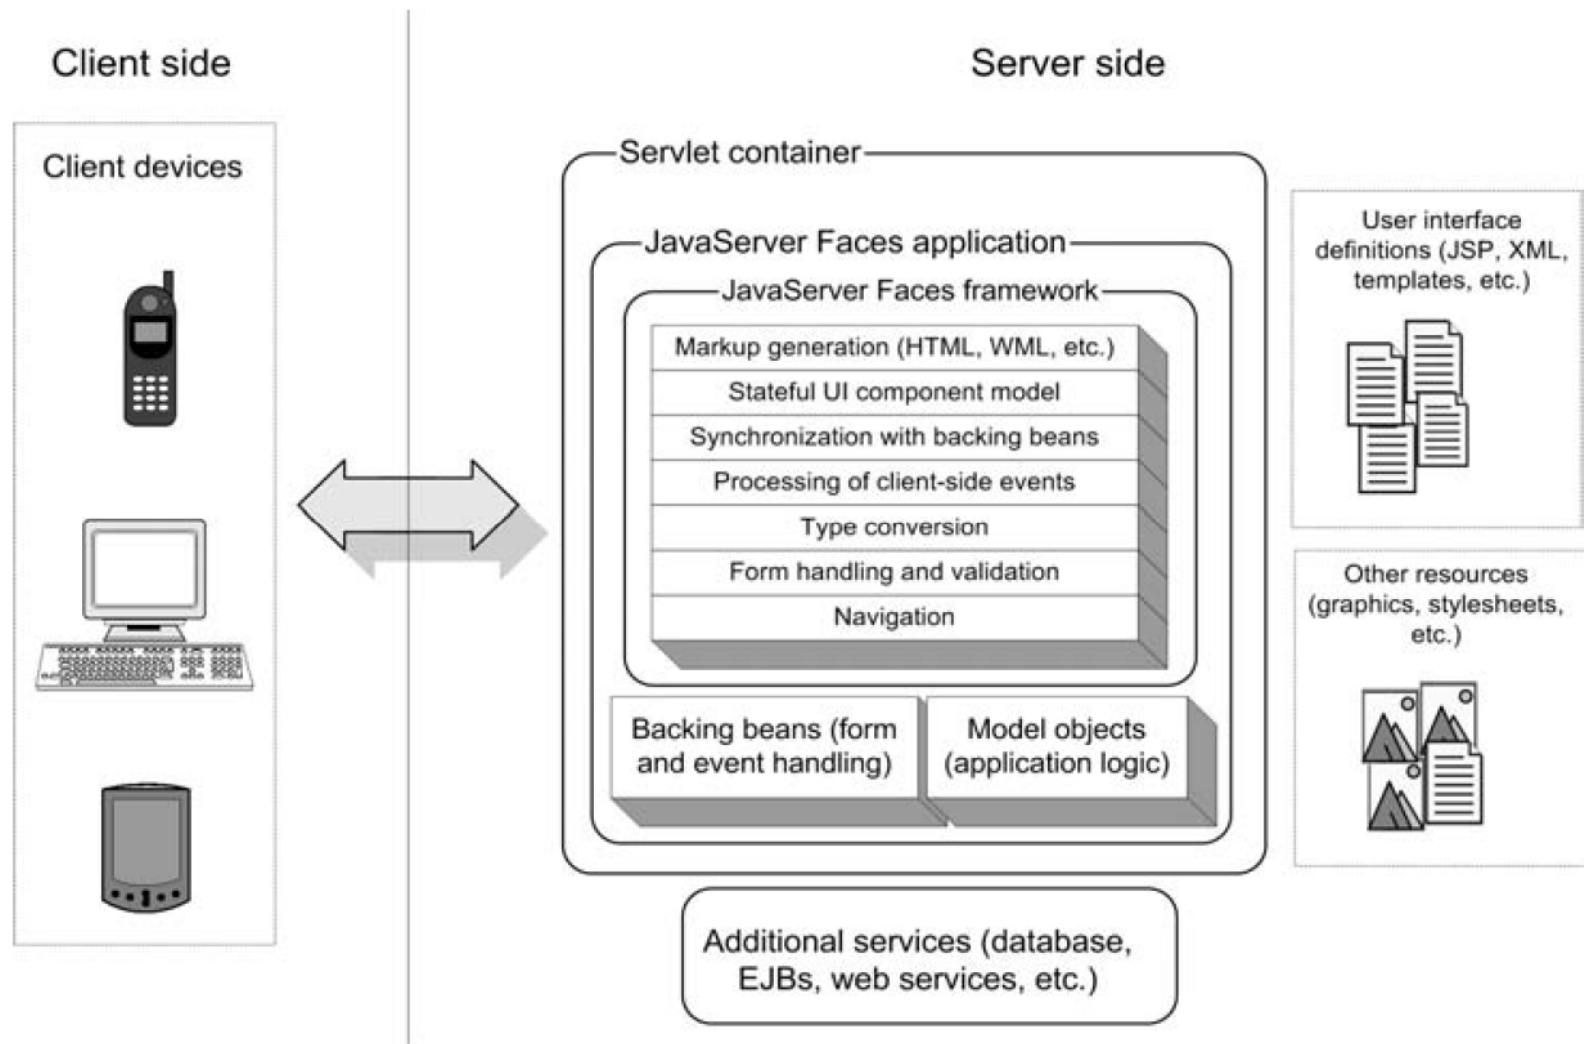 Client side
Server side
Client devices
Servlet container
JavaServer Faces application
JavaServer Faces framework
Markup generation (HTML, WML, etc.)
Stateful UI component model
Synchronization with backing beans
Processing of client-side events
Type conversion
Form handling and validation
Navigation
Backing beans (form
and event handling)
Model objects
(application logic)
User interface
definitions (JSP, XML,
templates, etc.)
Other resources
(graphics, stylesheets,
etc.)
Additional services (database,
EJBs, web services, etc.)